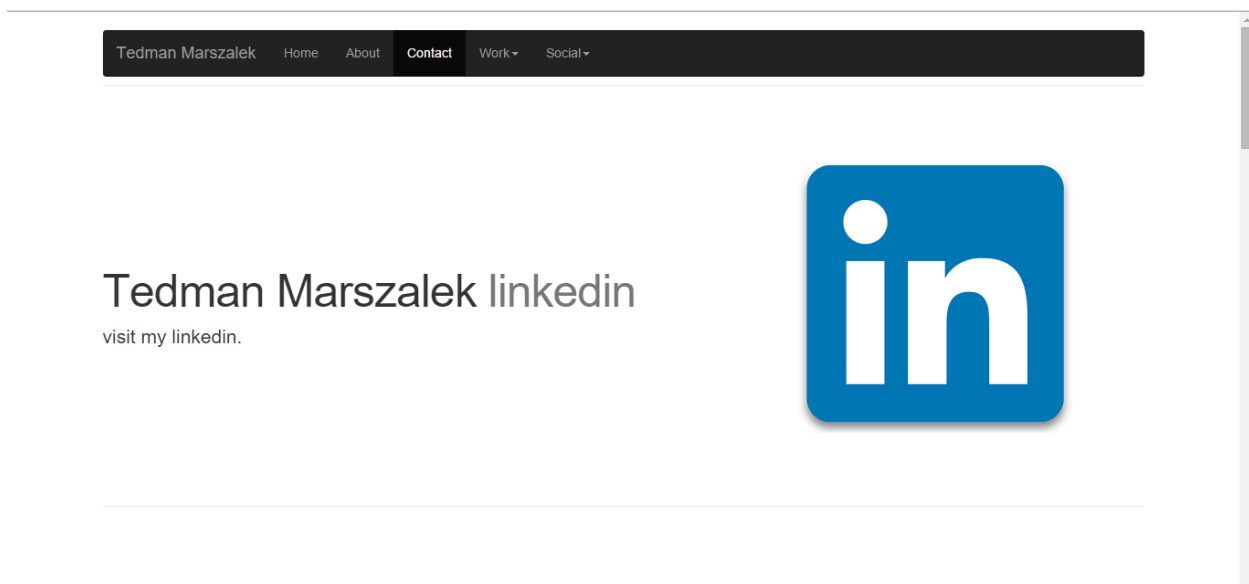 Tedman Marszalek Home About Contact Work Social
in
Tedman Marszalek linkedin
visit my linkedin.